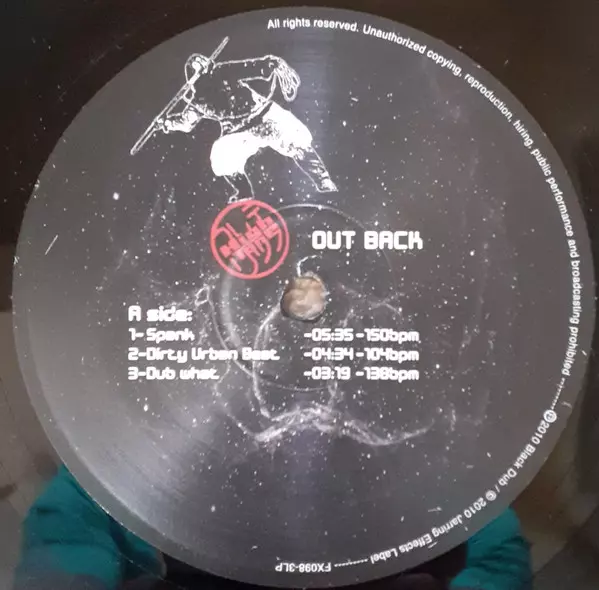 All rights reserved. Unauthorized copying, reproduction, hiring, public performance and broadcasting prohibited --------℗2010 Black Dub / © 2010 Jarring Effects Label -------- FX098-3LP
OUT BACK
A side:
1- Spank -05:35 -150bpm
2-Dirty Urban Beat -04:34 -104bpm
3-Dub what -03:19 -138bpm